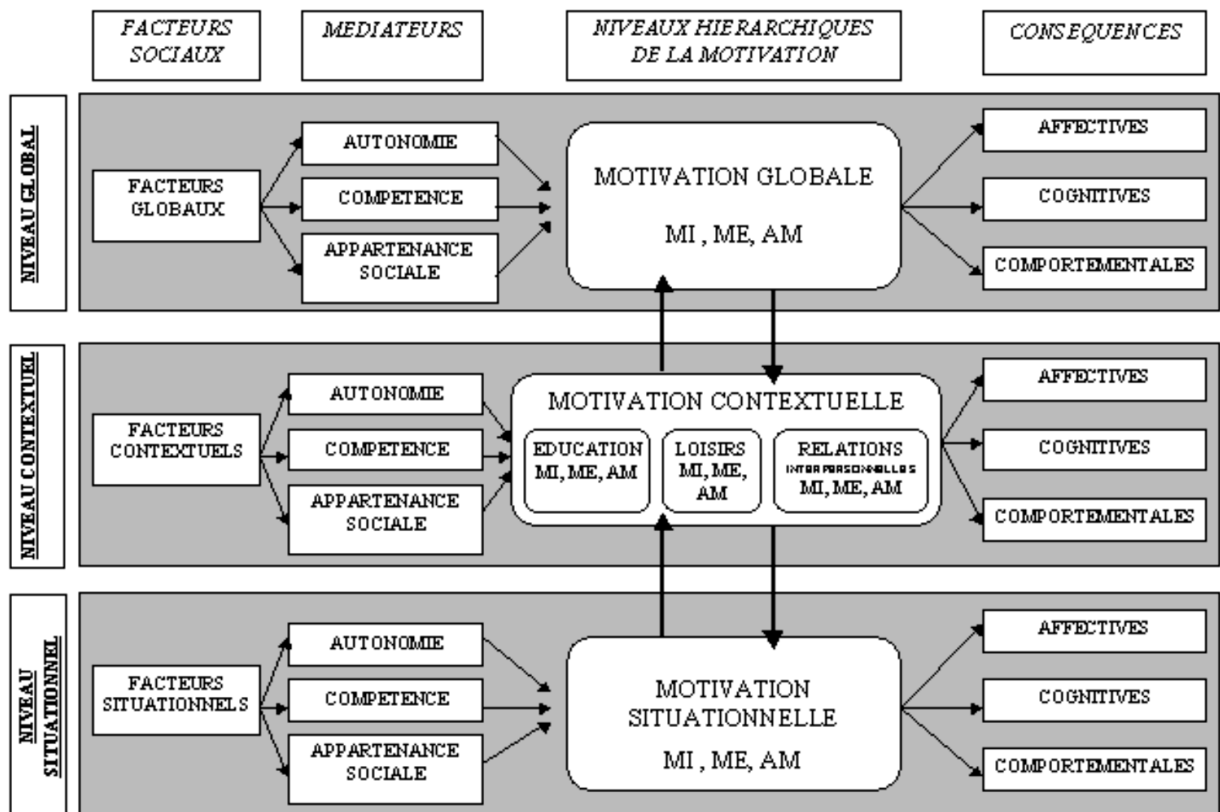 FACTEURS
SOCIAUX
MEDIATEURS
NIVEAUX HIERARCHIQUES
DE LA MOTIVATION
CONSEQUENCES
NIVEAU GLOBAL
FACTEURS
GLOBAUX
AUTONOMIE
COMPETENCE
APPARTENANCE
SOCIALE
MOTIVATION GLOBALE
MI , ME, AM
AFFECTIVES
COGNITIVES
COMPORTEMENTALES
NIVEAU CONTEXTUEL
FACTEURS
CONTEXTUELS
AUTONOMIE
COMPETENCE
APPARTENANCE
SOCIALE
MOTIVATION CONTEXTUELLE
EDUCATION
MI, ME, AM
LOISIRS
MI, ME,
AM
RELATIONS
INTERPERSONNELLES
MI, ME, AM
AFFECTIVES
COGNITIVES
COMPORTEMENTALES
NIVEAU
SITUATIONNEL
FACTEURS
SITUATIONNELS
AUTONOMIE
COMPETENCE
APPARTENANCE
SOCIALE
MOTIVATION
SITUATIONNELLE
MI , ME, AM
AFFECTIVES
COGNITIVES
COMPORTEMENTALES